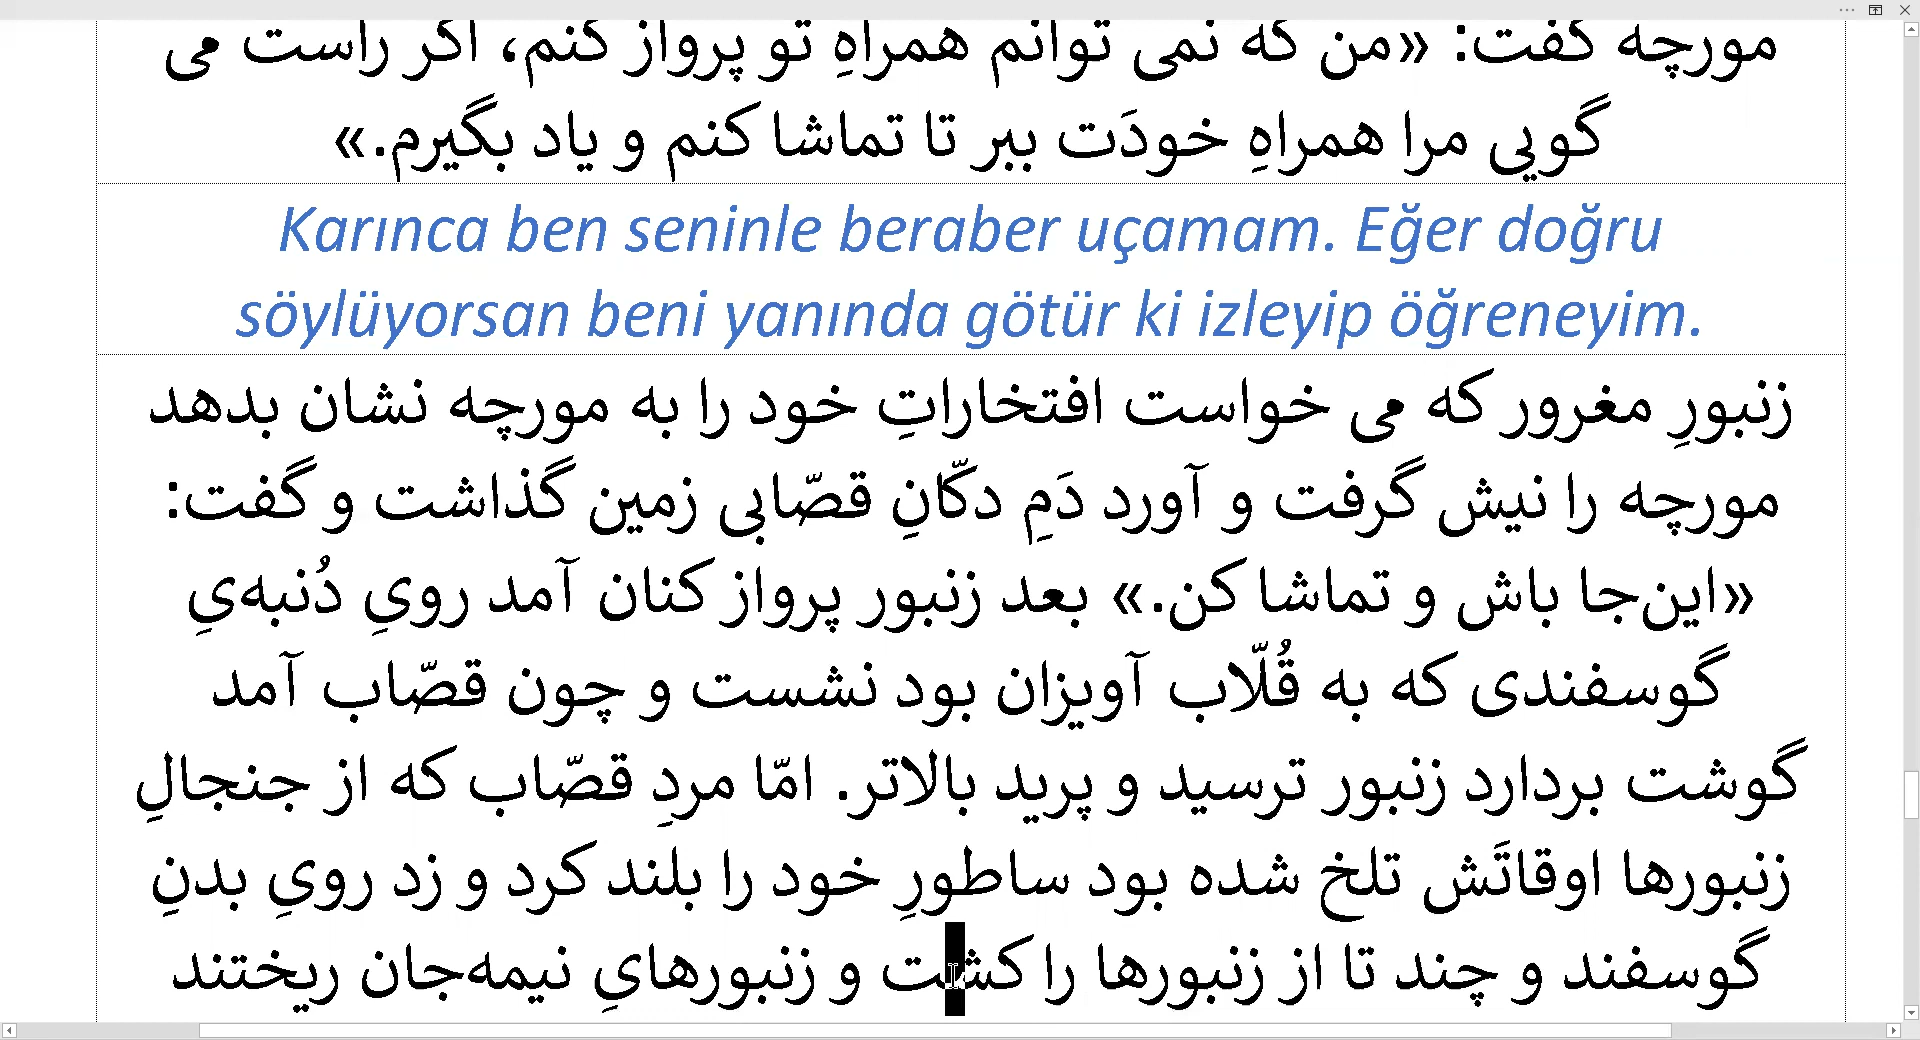 مورچه گفت: «من که نمی توانم همراهِ تو پرواز کنم، اگر راست می
گویی مرا همراهِ خودَت ببر تا تماشا کنم و یاد بگیرم.»
Karınca ben seninle beraber uçamam. Eğer doğru
söylüyorsan beni yanında götür ki izleyip öğreneyim.
زنبورِ مغرور که می خواست افتخاراتِ خود را به مورچه نشان بدهد
مورچه را نیش گرفت و آورد دَمِ دکّانِ قصّابی زمین گذاشت و گفت:
«این‌جا باش و تماشا کن.» بعد زنبور پرواز کنان آمد رویِ دُنبه‌یِ
گوسفندی که به قُلّاب آویزان بود نشست و چون قصّاب آمد
گوشت بردارد زنبور ترسید و پرید بالاتر. امّا مردِ قصّاب که از جنجالِ
زنبورها اوقاتَش تلخ شده بود ساطورِ خود را بلند کرد و زد رویِ بدنِ
گوسفند و چند تا از زنبورها را کشت و زنبورهایِ نیمه‌جان ریختند